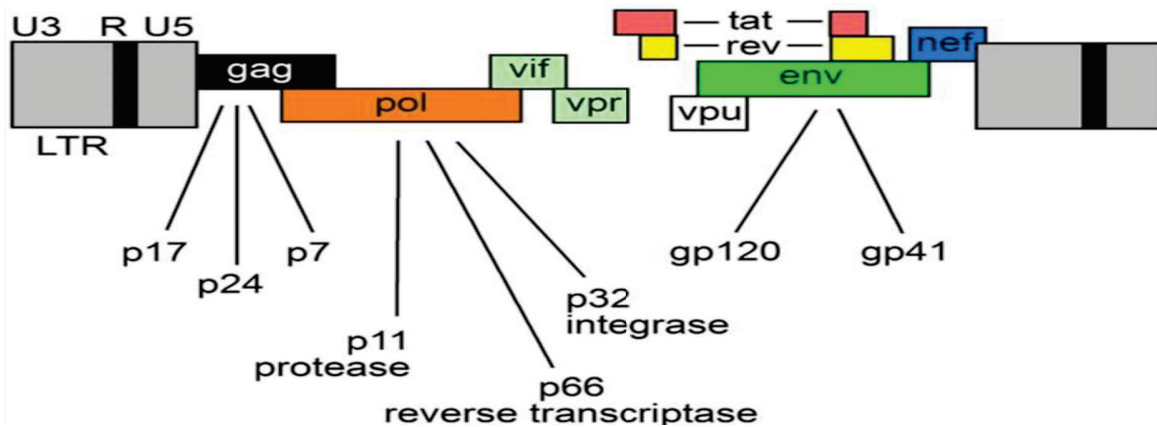 U3 R U5
LTR
gag
pol
vif
vpr
tat
rev
vpu
env
nef
p17
p24
p7
p11
protease
p66
reverse transcriptase
p32
integrase
gp120
gp41